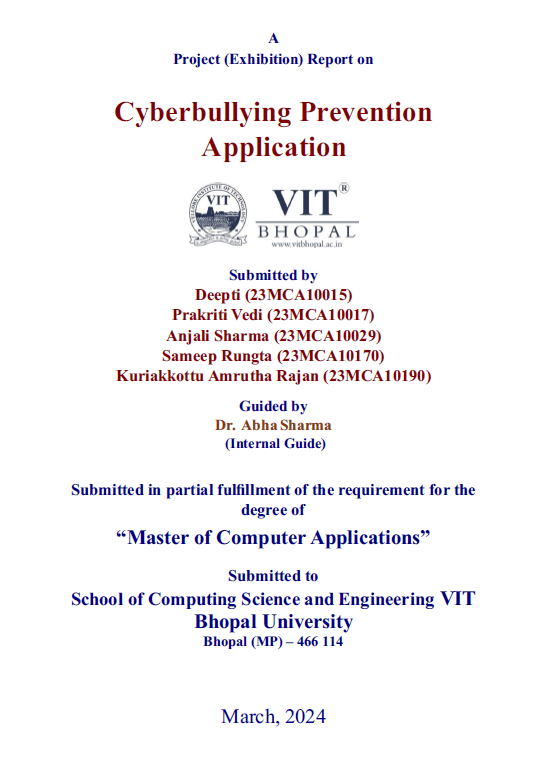 A
Project (Exhibition) Report on
Cyberbullying Prevention
Application
VELLORE INSTITUTE OF TECHNOLOGY
VIT
VIT®
BHOPAL
www.vitbhopal.ac.in
Submitted by
Deepti (23MCA10015)
Prakriti Vedi (23MCA10017)
Anjali Sharma (23MCA10029)
Sameep Rungta (23MCA10170)
Kuriakkottu Amrutha Rajan (23MCA10190)
Guided by
Dr. Abha Sharma
(Internal Guide)
Submitted in partial fulfillment of the requirement for the
degree of
“Master of Computer Applications”
Submitted to
School of Computing Science and Engineering VIT
Bhopal University
Bhopal (MP) – 466 114
March, 2024